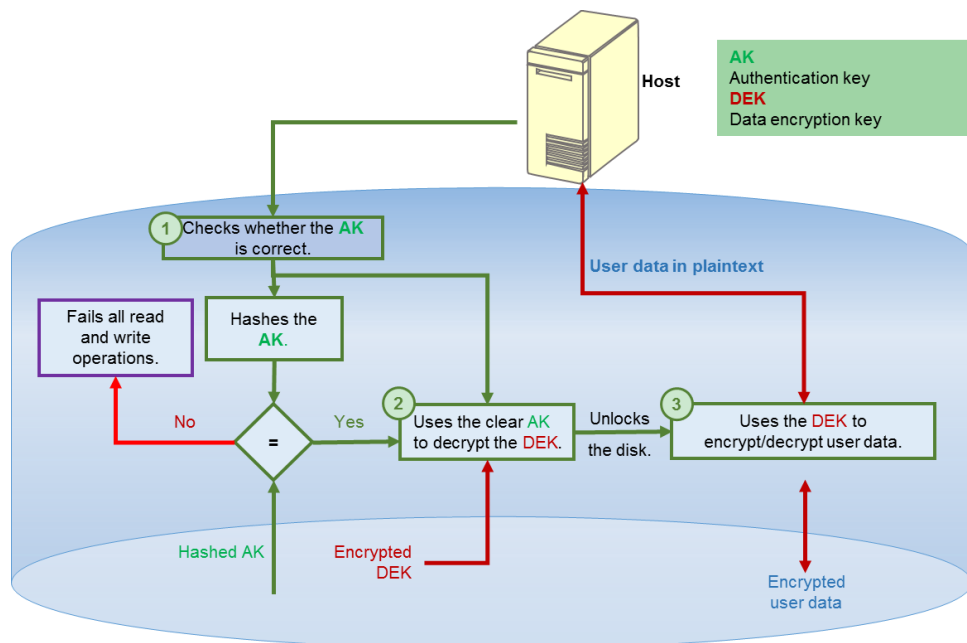 Host
AK
Authentication key
DEK
Data encryption key
1
Checks whether the AK
is correct.
User data in plaintext
Hashes the
AK.
Fails all read
and write
operations.
No
=
Yes
2
Uses the clear AK
to decrypt the DEK.
Unlocks
the disk.
3
Uses the DEK to
encrypt/decrypt user data.
Hashed AK
Encrypted
DEK
Encrypted
user data